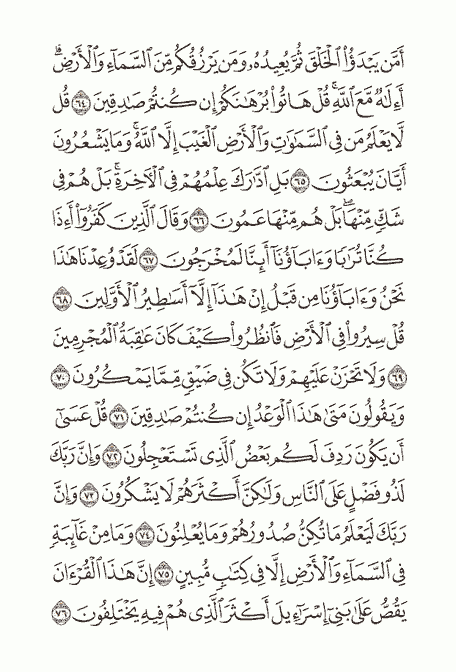 أَمَّن يَبْدَؤُا۟ ٱلْخَلْقَ ثُمَّ يُعِيدُهُۥ وَمَن يَرْزُقُكُم مِّنَ ٱلسَّمَآءِ وَٱلْأَرْضِ ۗ
أَءِلَٰهٌ مَّعَ ٱللَّهِ ۚ قُلْ هَاتُوا۟ بُرْهَٰنَكُمْ إِن كُنتُمْ صَٰدِقِينَ ٦٤ قُل
لَّا يَعْلَمُ مَن فِى ٱلسَّمَٰوَٰتِ وَٱلْأَرْضِ ٱلْغَيْبَ إِلَّا ٱللَّهُ ۚ وَمَا يَشْعُرُونَ
أَيَّانَ يُبْعَثُونَ ٦٥ بَلِ ٱدَّٰرَكَ عِلْمُهُمْ فِى ٱلْءَاخِرَةِ ۚ بَلْ هُمْ فِى
شَكٍّ مِّنْهَا ۖ بَلْ هُم مِّنْهَا عَمُونَ ٦٦ وَقَالَ ٱلَّذِينَ كَفَرُوٓا۟ أَءِذَا
كُنَّا تُرَٰبًا وَءَابَآؤُنَآ أَئِنَّا لَمُخْرَجُونَ ٦٧ لَقَدْ وُعِدْنَا هَٰذَا
نَحْنُ وَءَابَآؤُنَا مِن قَبْلُ إِنْ هَٰذَآ إِلَّآ أَسَٰطِيرُ ٱلْأَوَّلِينَ ٦٨
قُلْ سِيرُوا۟ فِى ٱلْأَرْضِ فَٱنظُرُوا۟ كَيْفَ كَانَ عَٰقِبَةُ ٱلْمُجْرِمِينَ
٦٩ وَلَا تَحْزَنْ عَلَيْهِمْ وَلَا تَكُن فِى ضَيْقٍ مِّمَّا يَمْكُرُونَ ٧٠
وَيَقُولُونَ مَتَىٰ هَٰذَا ٱلْوَعْدُ إِن كُنتُمْ صَٰدِقِينَ ٧١ قُلْ عَسَىٰٓ
أَن يَكُونَ رَدِفَ لَكُم بَعْضُ ٱلَّذِى تَسْتَعْجِلُونَ ٧٢ وَإِنَّ رَبَّكَ
لَذُو فَضْلٍ عَلَى ٱلنَّاسِ وَلَٰكِنَّ أَكْثَرَهُمْ لَا يَشْكُرُونَ ٧٣ وَإِنَّ
رَبَّكَ لَيَعْلَمُ مَا تُكِنُّ صُدُورُهُمْ وَمَا يُعْلِنُونَ ٧٤ وَمَا مِنْ غَآئِبَةٍ
فِى ٱلسَّمَآءِ وَٱلْأَرْضِ إِلَّا فِى كِتَٰبٍ مُّبِينٍ ٧٥ إِنَّ هَٰذَا ٱلْقُرْءَانَ
يَقُصُّ عَلَىٰ بَنِىٓ إِسْرَٰٓءِيلَ أَكْثَرَ ٱلَّذِى هُمْ فِيهِ يَخْتَلِفُونَ ٧٦